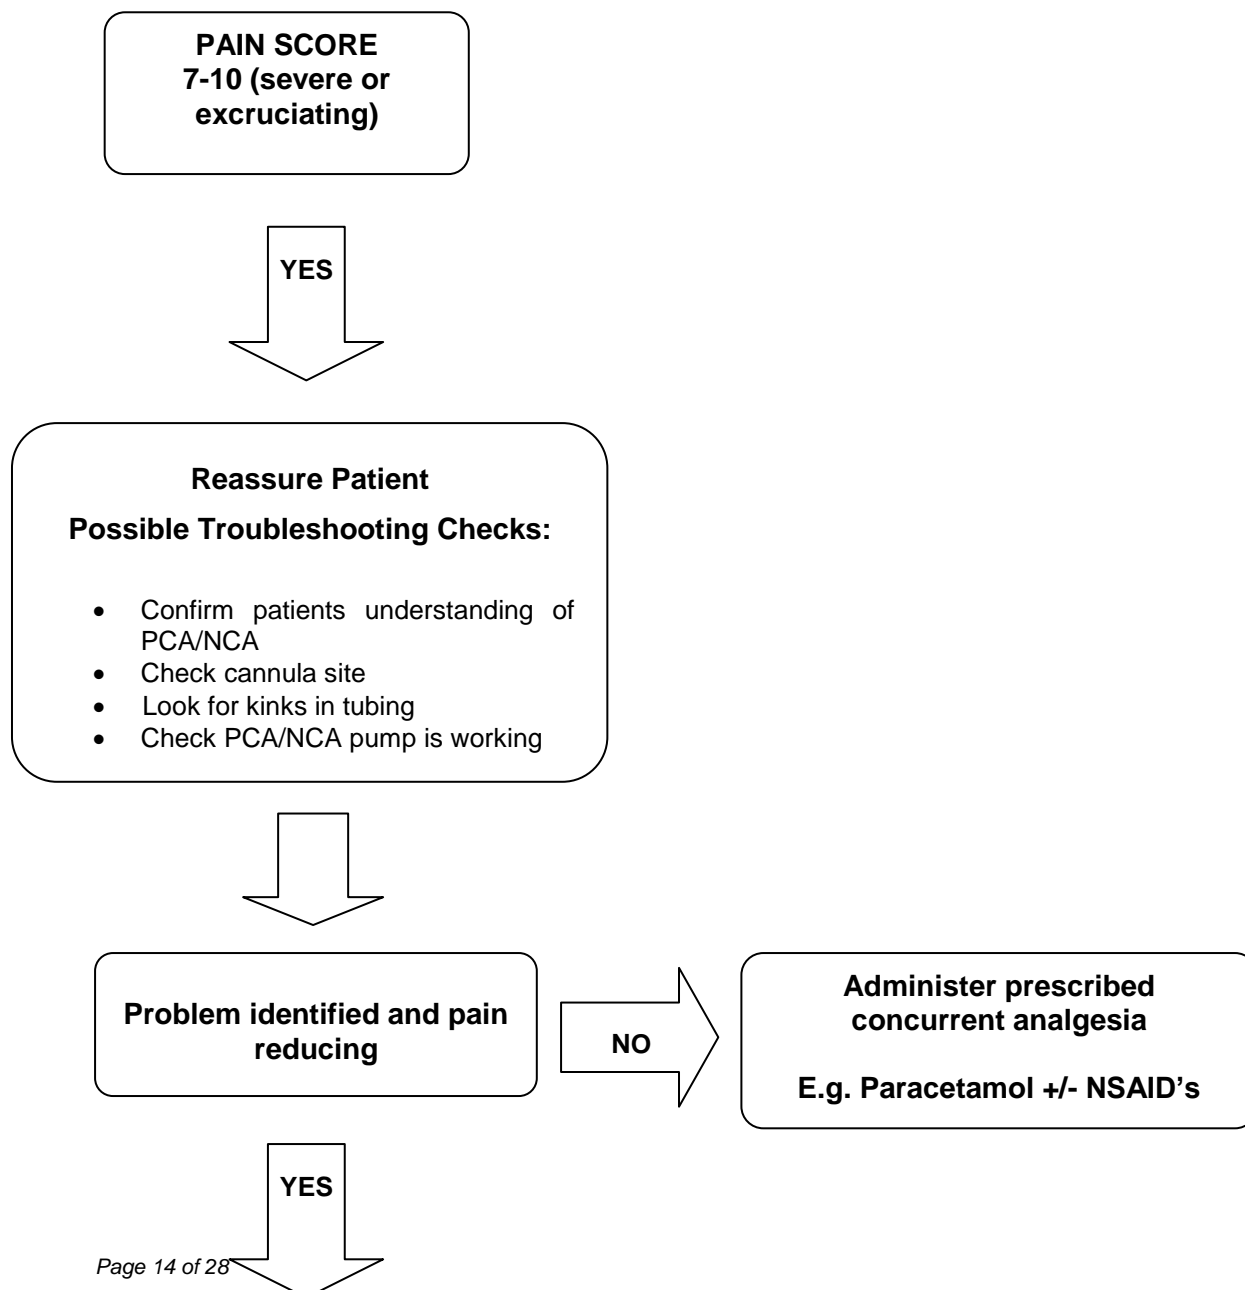 PAIN SCORE
7-10 (severe or
excruciating)
YES
Reassure Patient
Possible Troubleshooting Checks:
• Confirm patients understanding of
PCA/NCA
• Check cannula site
• Look for kinks in tubing
• Check PCA/NCA pump is working
Problem identified and pain
reducing
NO
Administer prescribed
concurrent analgesia
E.g. Paracetamol +/- NSAID’s
YES
Page 14 of 28